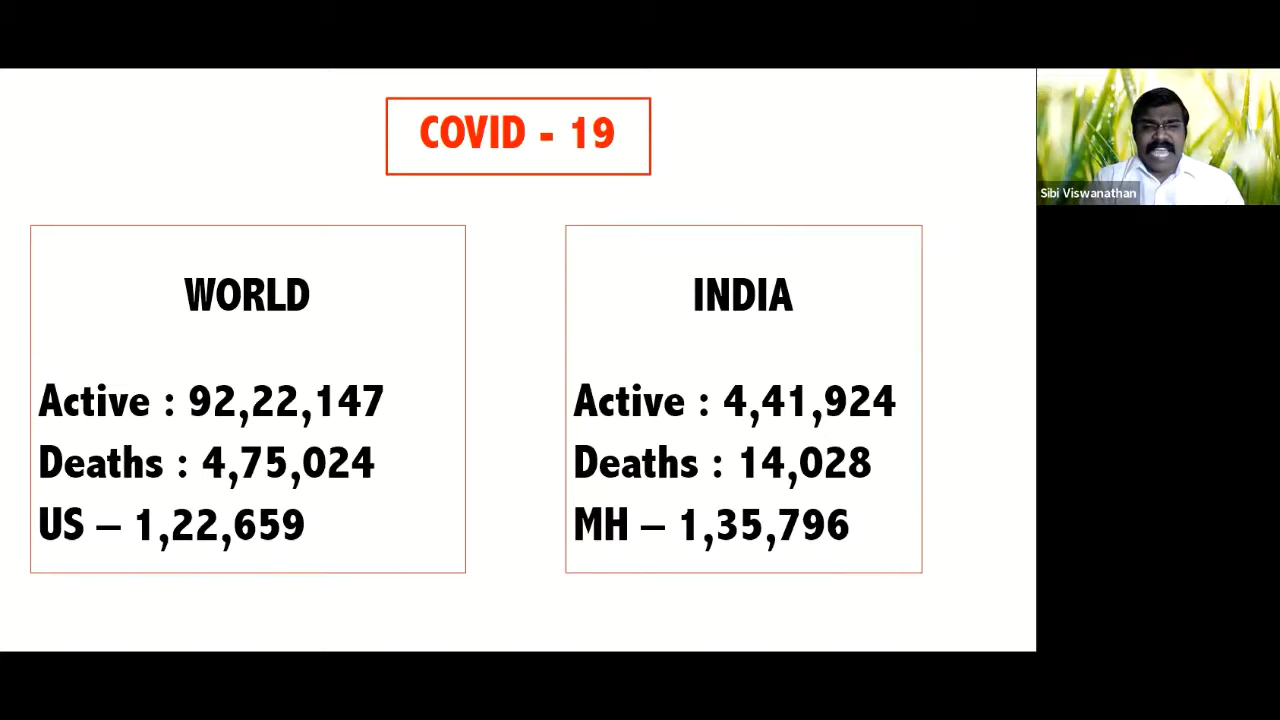 COVID - 19
Sibi Viswanathan
WORLD
Active : 92,22,147
Deaths : 4,75,024
US – 1,22,659
INDIA
Active : 4,41,924
Deaths : 14,028
MH – 1,35,796